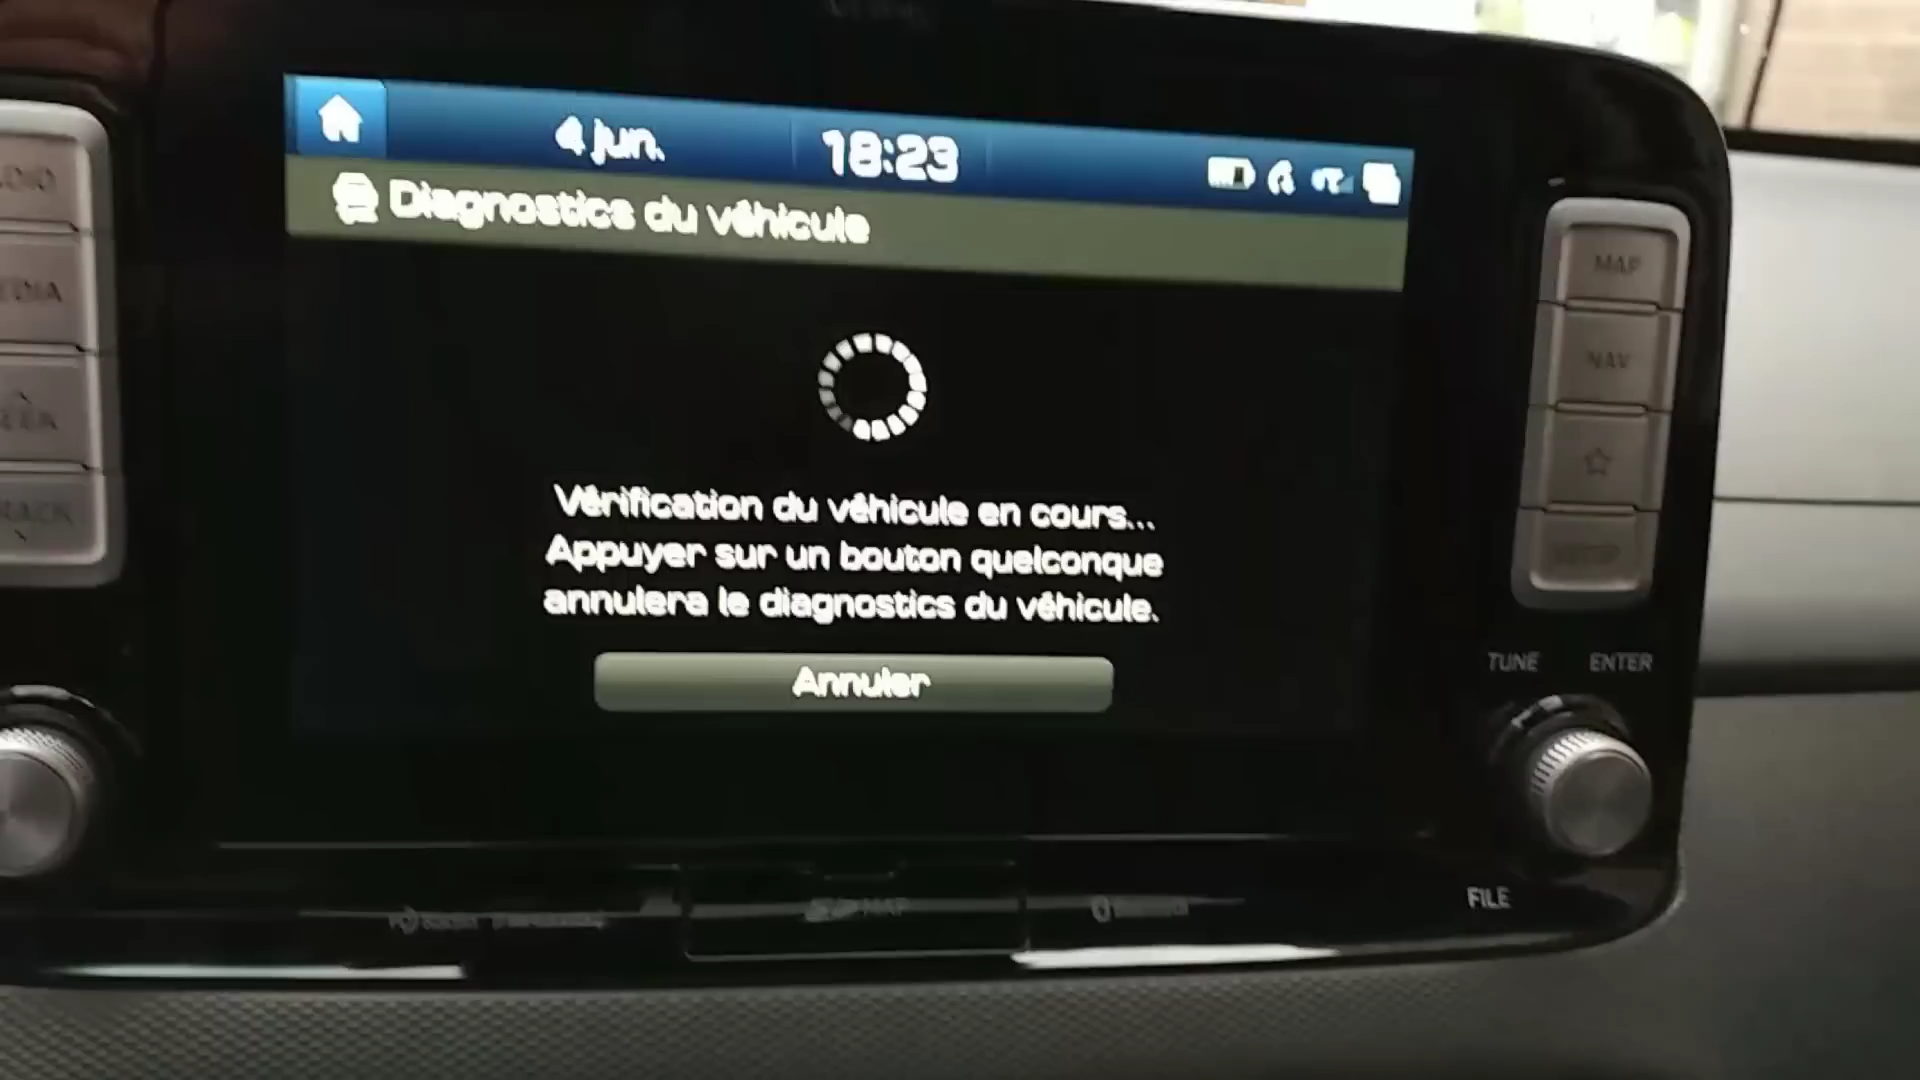 4 jun.
18:23
Diagnostics du véhicule
Vérification du véhicule en cours...
Appuyer sur un bouton quelconque
annulera le diagnostics du véhicule.
Annuler
MAP
NAV
TUNE
ENTER
FILE